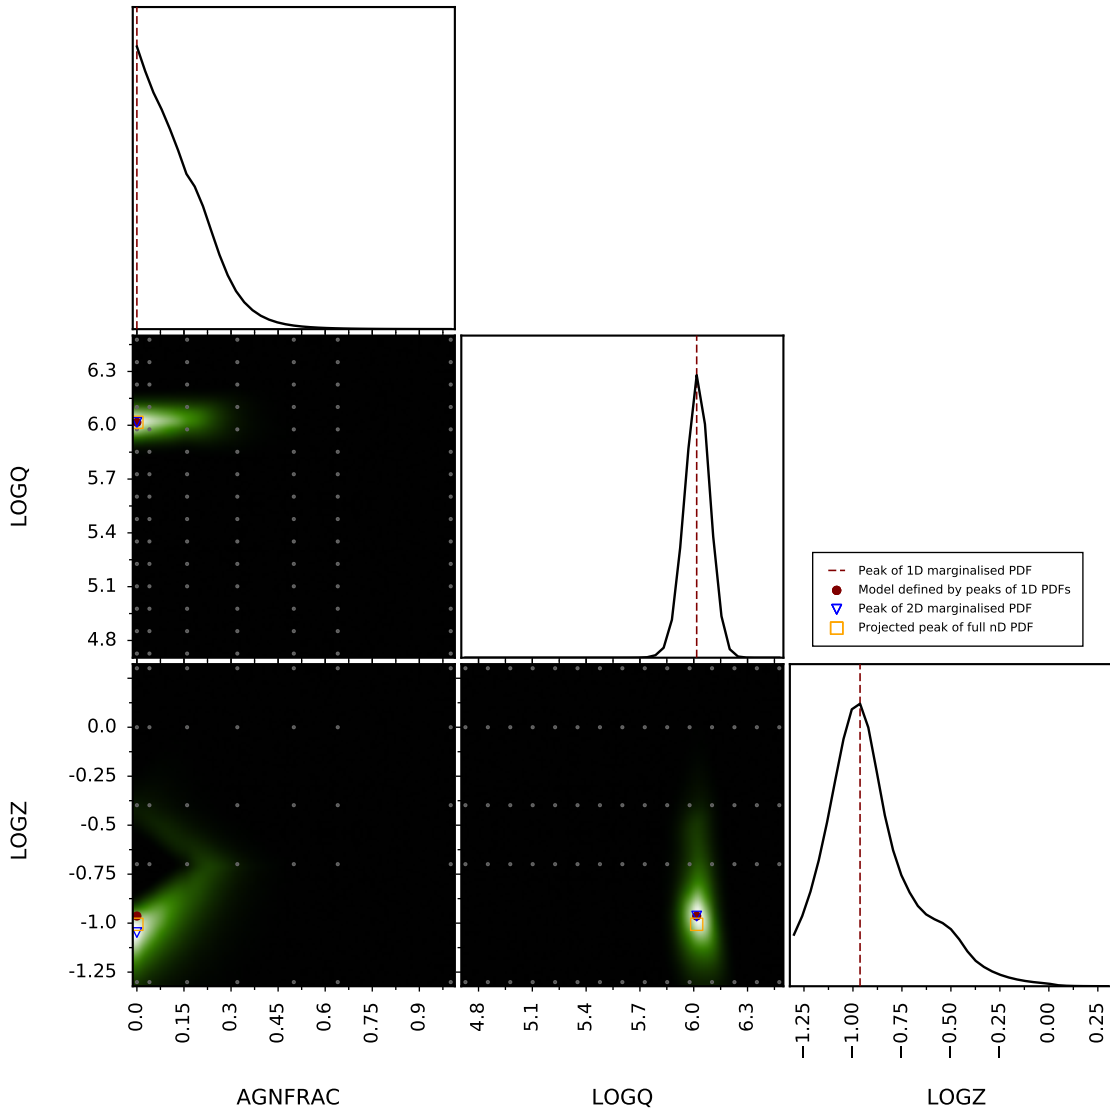 6.3
6.0
5.7
5.4
5.1
4.8
LOGQ
Peak of 1D marginalised PDF
Model defined by peaks of 1D PDFs
Peak of 2D marginalised PDF
Projected peak of full nD PDF
0.0
-0.25
-0.5
-0.75
-1.0
-1.25
LOGZ
0.0 0.15 0.3 0.45 0.6 0.75 0.9
4.8 5.1 5.4 5.7 6.0 6.3
−1.25 −1.00 −0.75 −0.50 −0.25 0.00 0.25
AGNFRAC LOGQ LOGZ